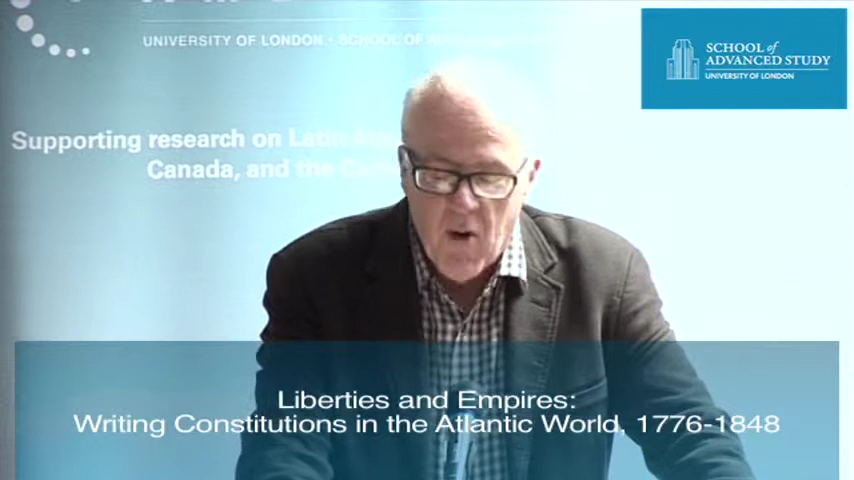 UNIVERSITY OF LONDON • SCHOOL OF
SCHOOL of
ADVANCED STUDY
UNIVERSITY OF LONDON
Supporting research on Latin
Canada, and the
Liberties and Empires:
Writing Constitutions in the Atlantic World, 1776-1848